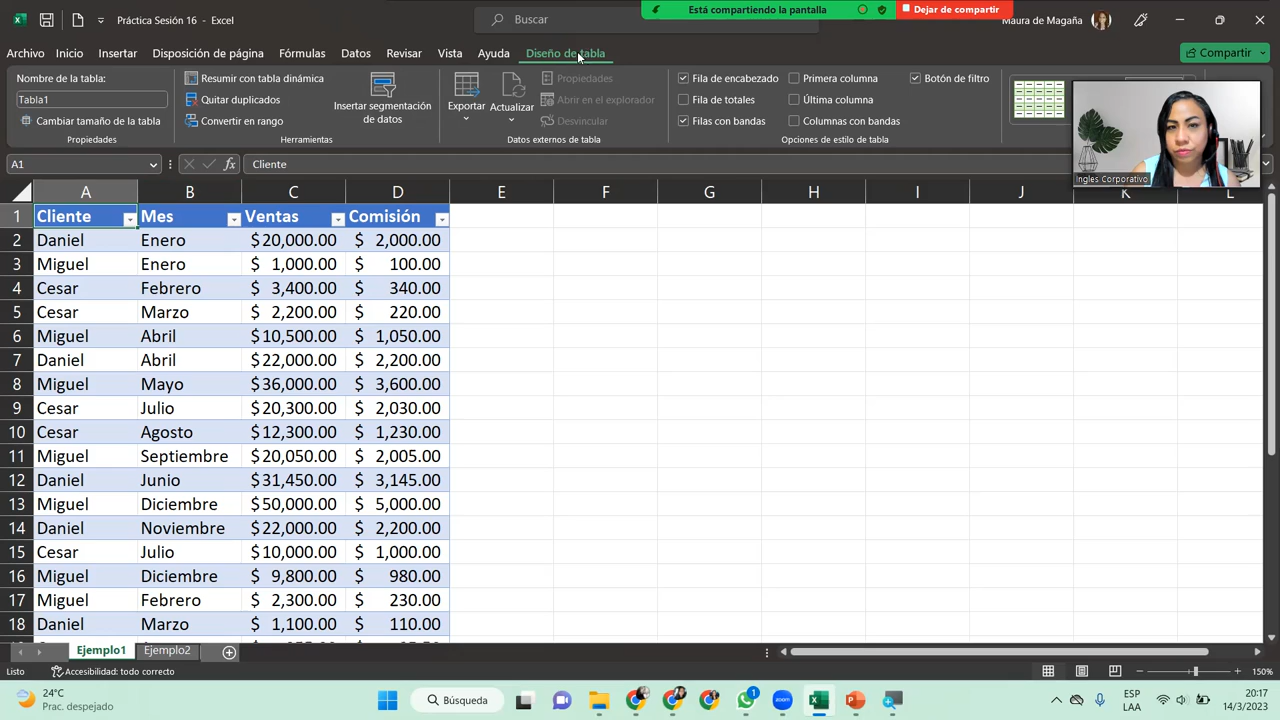 Práctica Sesión 16 - Excel
Buscar
Está compartiendo la pantalla
Dejar de compartir
Maura de Magaña
Archivo Inicio Insertar Disposición de página Fórmulas Datos Revisar Vista Ayuda Diseño de tabla
Compartir
Nombre de la tabla:
Tabla1
Cambiar tamaño de la tabla
Propiedades
Resumir con tabla dinámica
Quitar duplicados
Convertir en rango
Insertar segmentación de datos
Herramientas
Exportar
Actualizar
Propiedades
Abrir en el explorador
Desvincular
Datos externos de tabla
Fila de encabezado
Fila de totales
Filas con bandas
Primera columna
Última columna
Columnas con bandas
Botón de filtro
Opciones de estilo de tabla
Ingles Corporativo
A1
fx
Cliente
A B C D E F G H I J K L
1 Cliente Mes Ventas Comisión
2 Daniel Enero $20,000.00 $ 2,000.00
3 Miguel Enero $ 1,000.00 $ 100.00
4 Cesar Febrero $ 3,400.00 $ 340.00
5 Cesar Marzo $ 2,200.00 $ 220.00
6 Miguel Abril $10,500.00 $ 1,050.00
7 Daniel Abril $22,000.00 $ 2,200.00
8 Miguel Mayo $36,000.00 $ 3,600.00
9 Cesar Julio $20,300.00 $ 2,030.00
10 Cesar Agosto $12,300.00 $ 1,230.00
11 Miguel Septiembre $20,050.00 $ 2,005.00
12 Daniel Junio $31,450.00 $ 3,145.00
13 Miguel Diciembre $50,000.00 $ 5,000.00
14 Daniel Noviembre $22,000.00 $ 2,200.00
15 Cesar Julio $10,000.00 $ 1,000.00
16 Miguel Diciembre $ 9,800.00 $ 980.00
17 Miguel Febrero $ 2,300.00 $ 230.00
18 Daniel Marzo $ 1,100.00 $ 110.00
Ejemplo1 Ejemplo2
Listo
Accesibilidad: todo correcto
150%
24°C
Prac. despejado
Búsqueda
1
ESP
LAA
20:17
14/3/2023